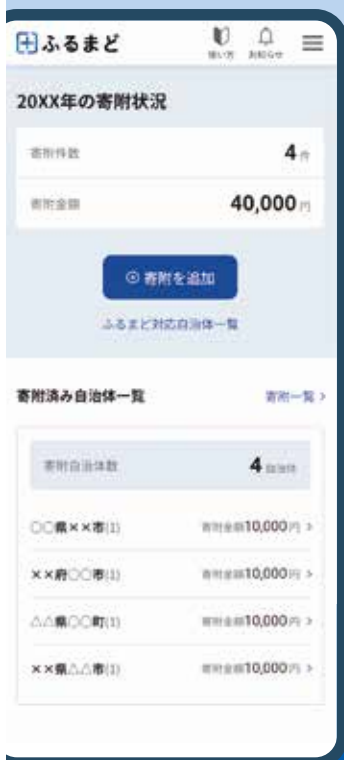 ふるまど
使い方 お知らせ
20XX年の寄附状況
寄附件数 4件
寄附金額 40,000円
寄附を追加
ふるまど対応自治体一覧
寄附済み自治体一覧 寄附一覧 >
寄附自治体数 4自治体
○○県××市(1) 寄附金額10,000円 >
××府○○市(1) 寄附金額10,000円 >
△△県○○町(1) 寄附金額10,000円 >
××県△△市(1) 寄附金額10,000円 >